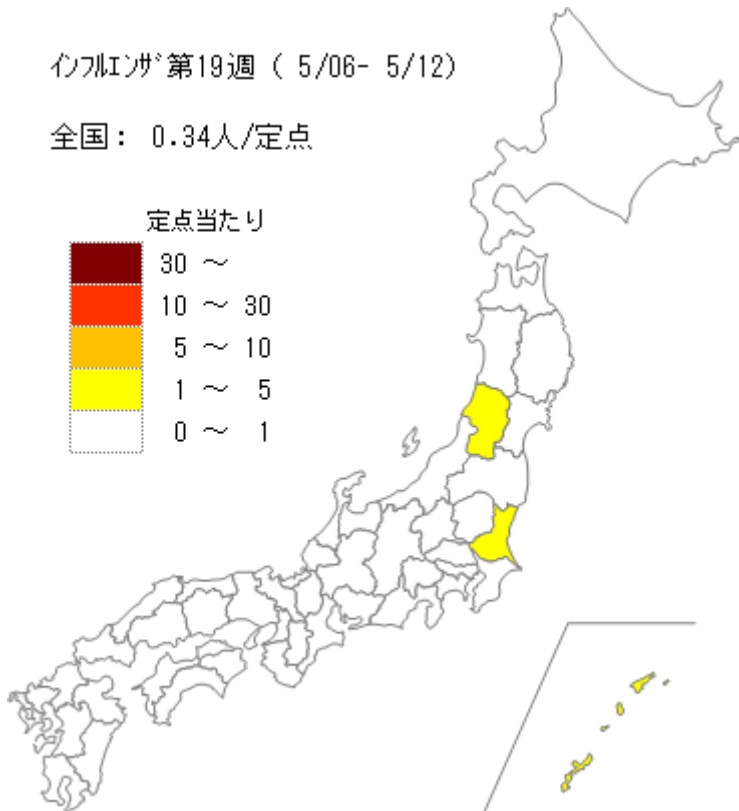 インフルエンザ 第19週 ( 5/06- 5/12)
全国: 0.34人/定点
定点当たり
30 ～
10 ～ 30
5 ～ 10
1 ～ 5
0 ～ 1